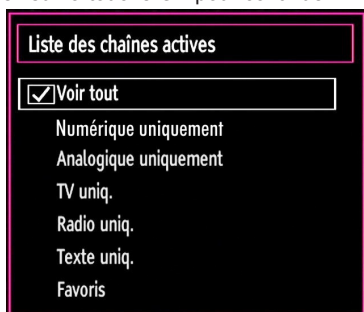 Liste des chaînes actives
Voir tout
Numérique uniquement
Analogique uniquement
TV uniq.
Radio uniq.
Texte uniq.
Favoris